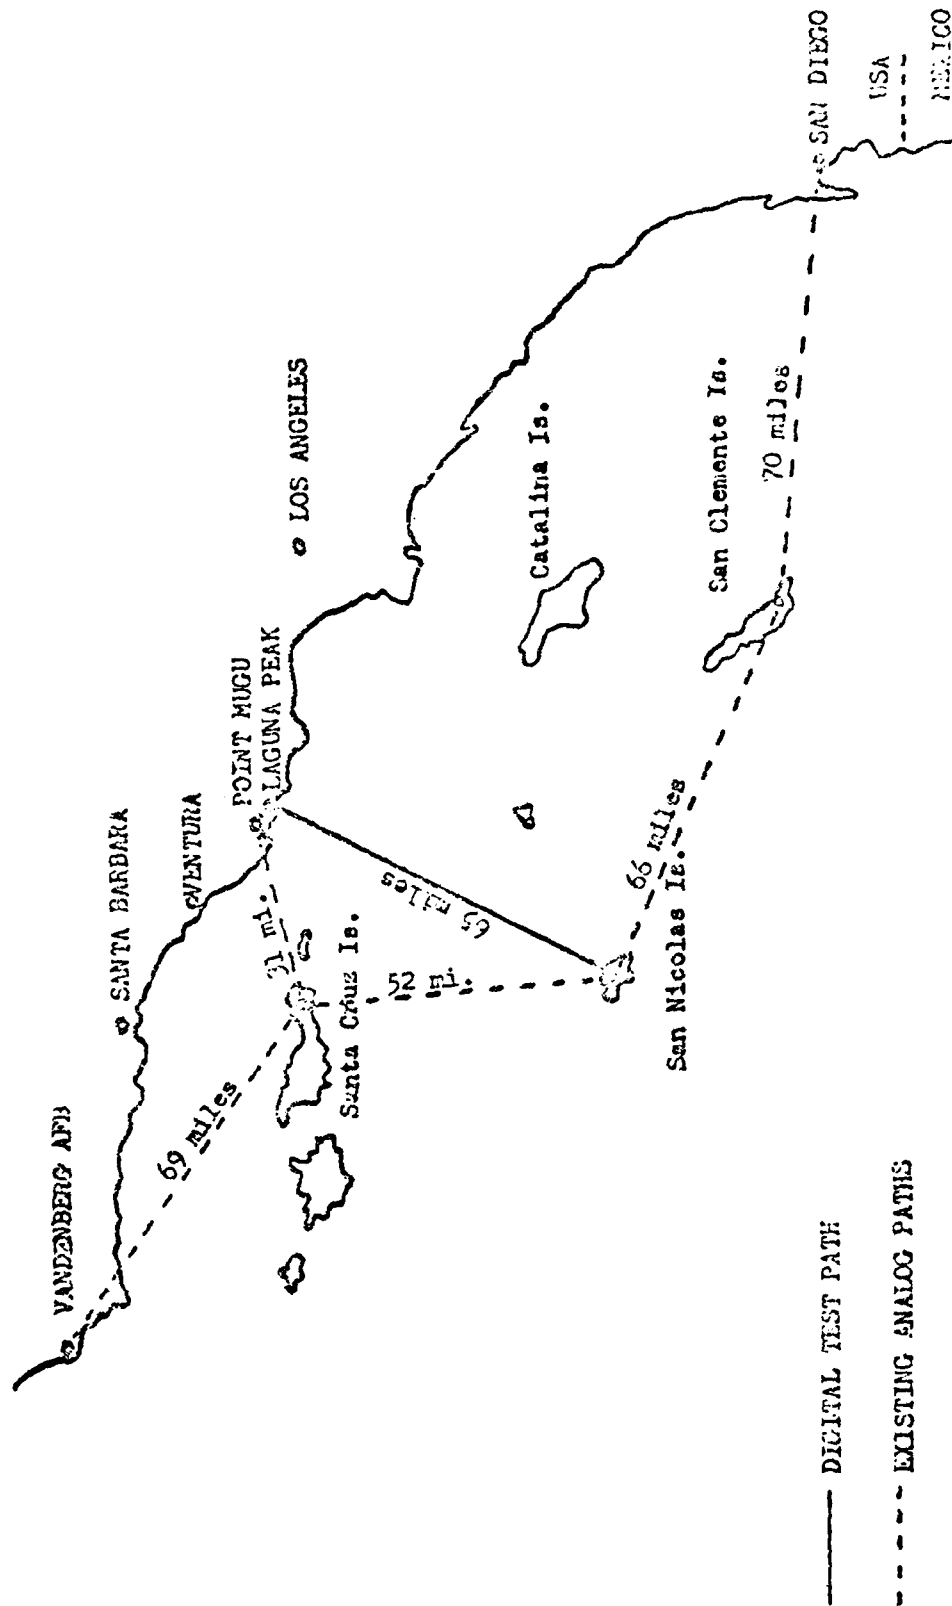 VANDENBERG AFB
SANTA BARBARA
VENTURA
POINT MUGU
LAGUNA PEAK
LOS ANGELES
69 miles
31 mi.
Santa Cruz Is.
52 mi.
65 miles
Catalina Is.
San Nicolas Is.
66 miles
San Clemente Is.
70 miles
SAN DIEGO
USA
MEXICO
DIGITAL TEST PATH
EXISTING ANALOG PATHS